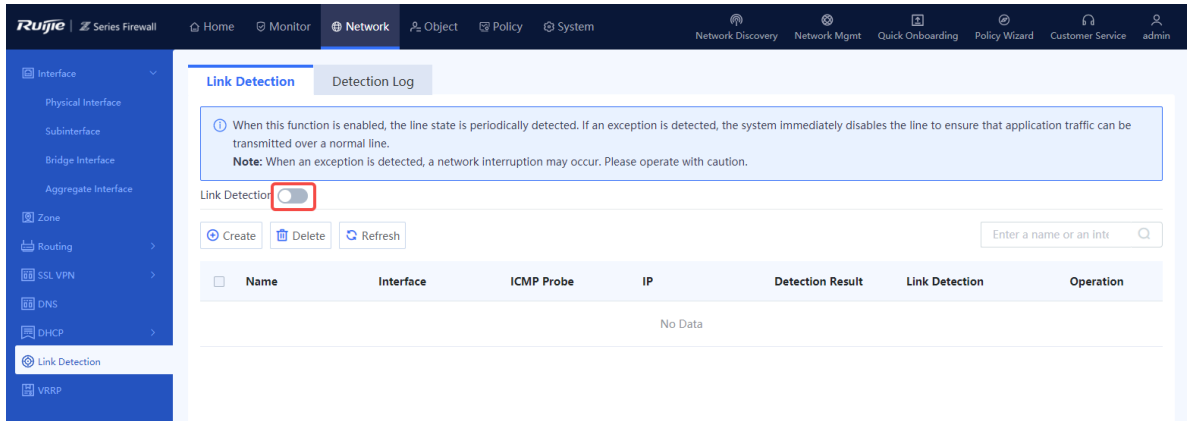 Ruijie | Z Series Firewall
Home Monitor Network Object Policy System
Network Discovery Network Mgmt Quick Onboarding Policy Wizard Customer Service admin
Interface
Physical Interface
Subinterface
Bridge Interface
Aggregate Interface
Zone
Routing
SSL VPN
DNS
DHCP
Link Detection
VRRP
Link Detection Detection Log
When this function is enabled, the line state is periodically detected. If an exception is detected, the system immediately disables the line to ensure that application traffic can be
transmitted over a normal line.
Note: When an exception is detected, a network interruption may occur. Please operate with caution.
Link Detection
Create Delete Refresh Enter a name or an Inte
Name Interface ICMP Probe IP Detection Result Link Detection Operation
No Data